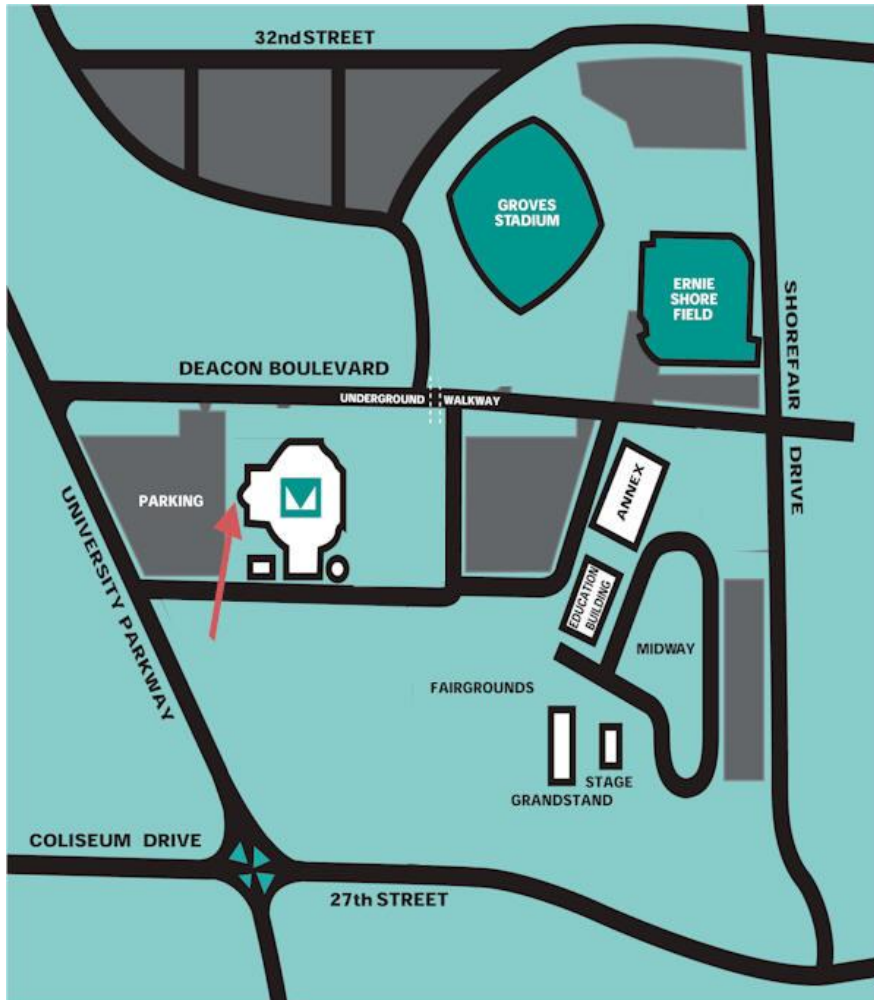 32nd STREET
GROVES
STADIUM
ERNIE
SHORE
FIELD
SHOREFAIR DRIVE
DEACON BOULEVARD
UNDERGROUND WALKWAY
PARKING
ANNEX
UNIVERSITY PARKWAY
EDUCATION
BUILDING
MIDWAY
FAIRGROUNDS
STAGE
GRANDSTAND
COLISEUM DRIVE
27th STREET